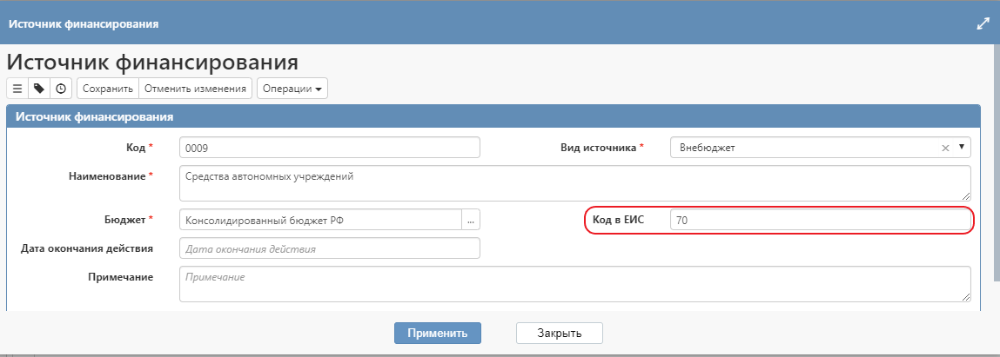 Источник финансирования
Источник финансирования
Сохранить Отменить изменения Операции
Источник финансирования
Код * 0009 Вид источника * Внебюджет
Наименование * Средства автономных учреждений
Бюджет * Консолидированный бюджет РФ ... Код в ЕИС 70
Дата окончания действия Дата окончания действия
Примечание Примечание
Применить Закрыть